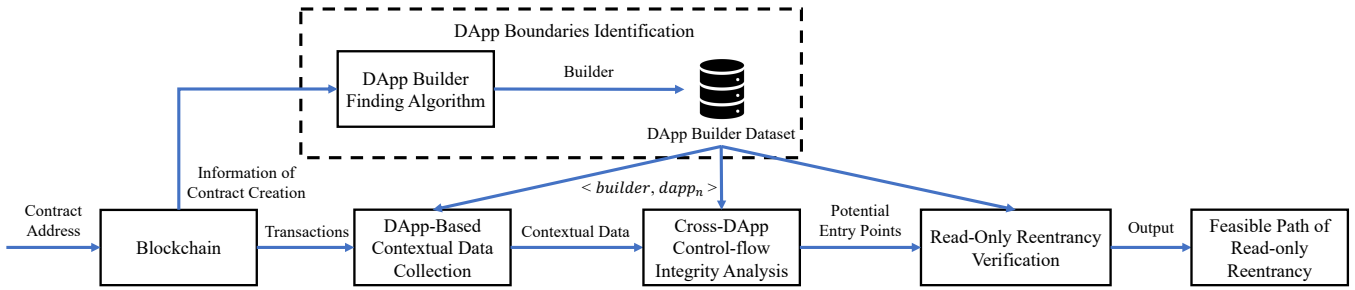 DApp Boundaries Identification
DApp Builder
Finding Algorithm
Builder
DApp Builder Dataset
Information of
Contract Creation
< builder, dappₙ >
Contract
Address
Blockchain
Transactions
DApp-Based
Contextual Data
Collection
Contextual Data
Cross-DApp
Control-flow
Integrity Analysis
Potential
Entry Points
Read-Only Reentrancy
Verification
Output
Feasible Path of
Read-only
Reentrancy